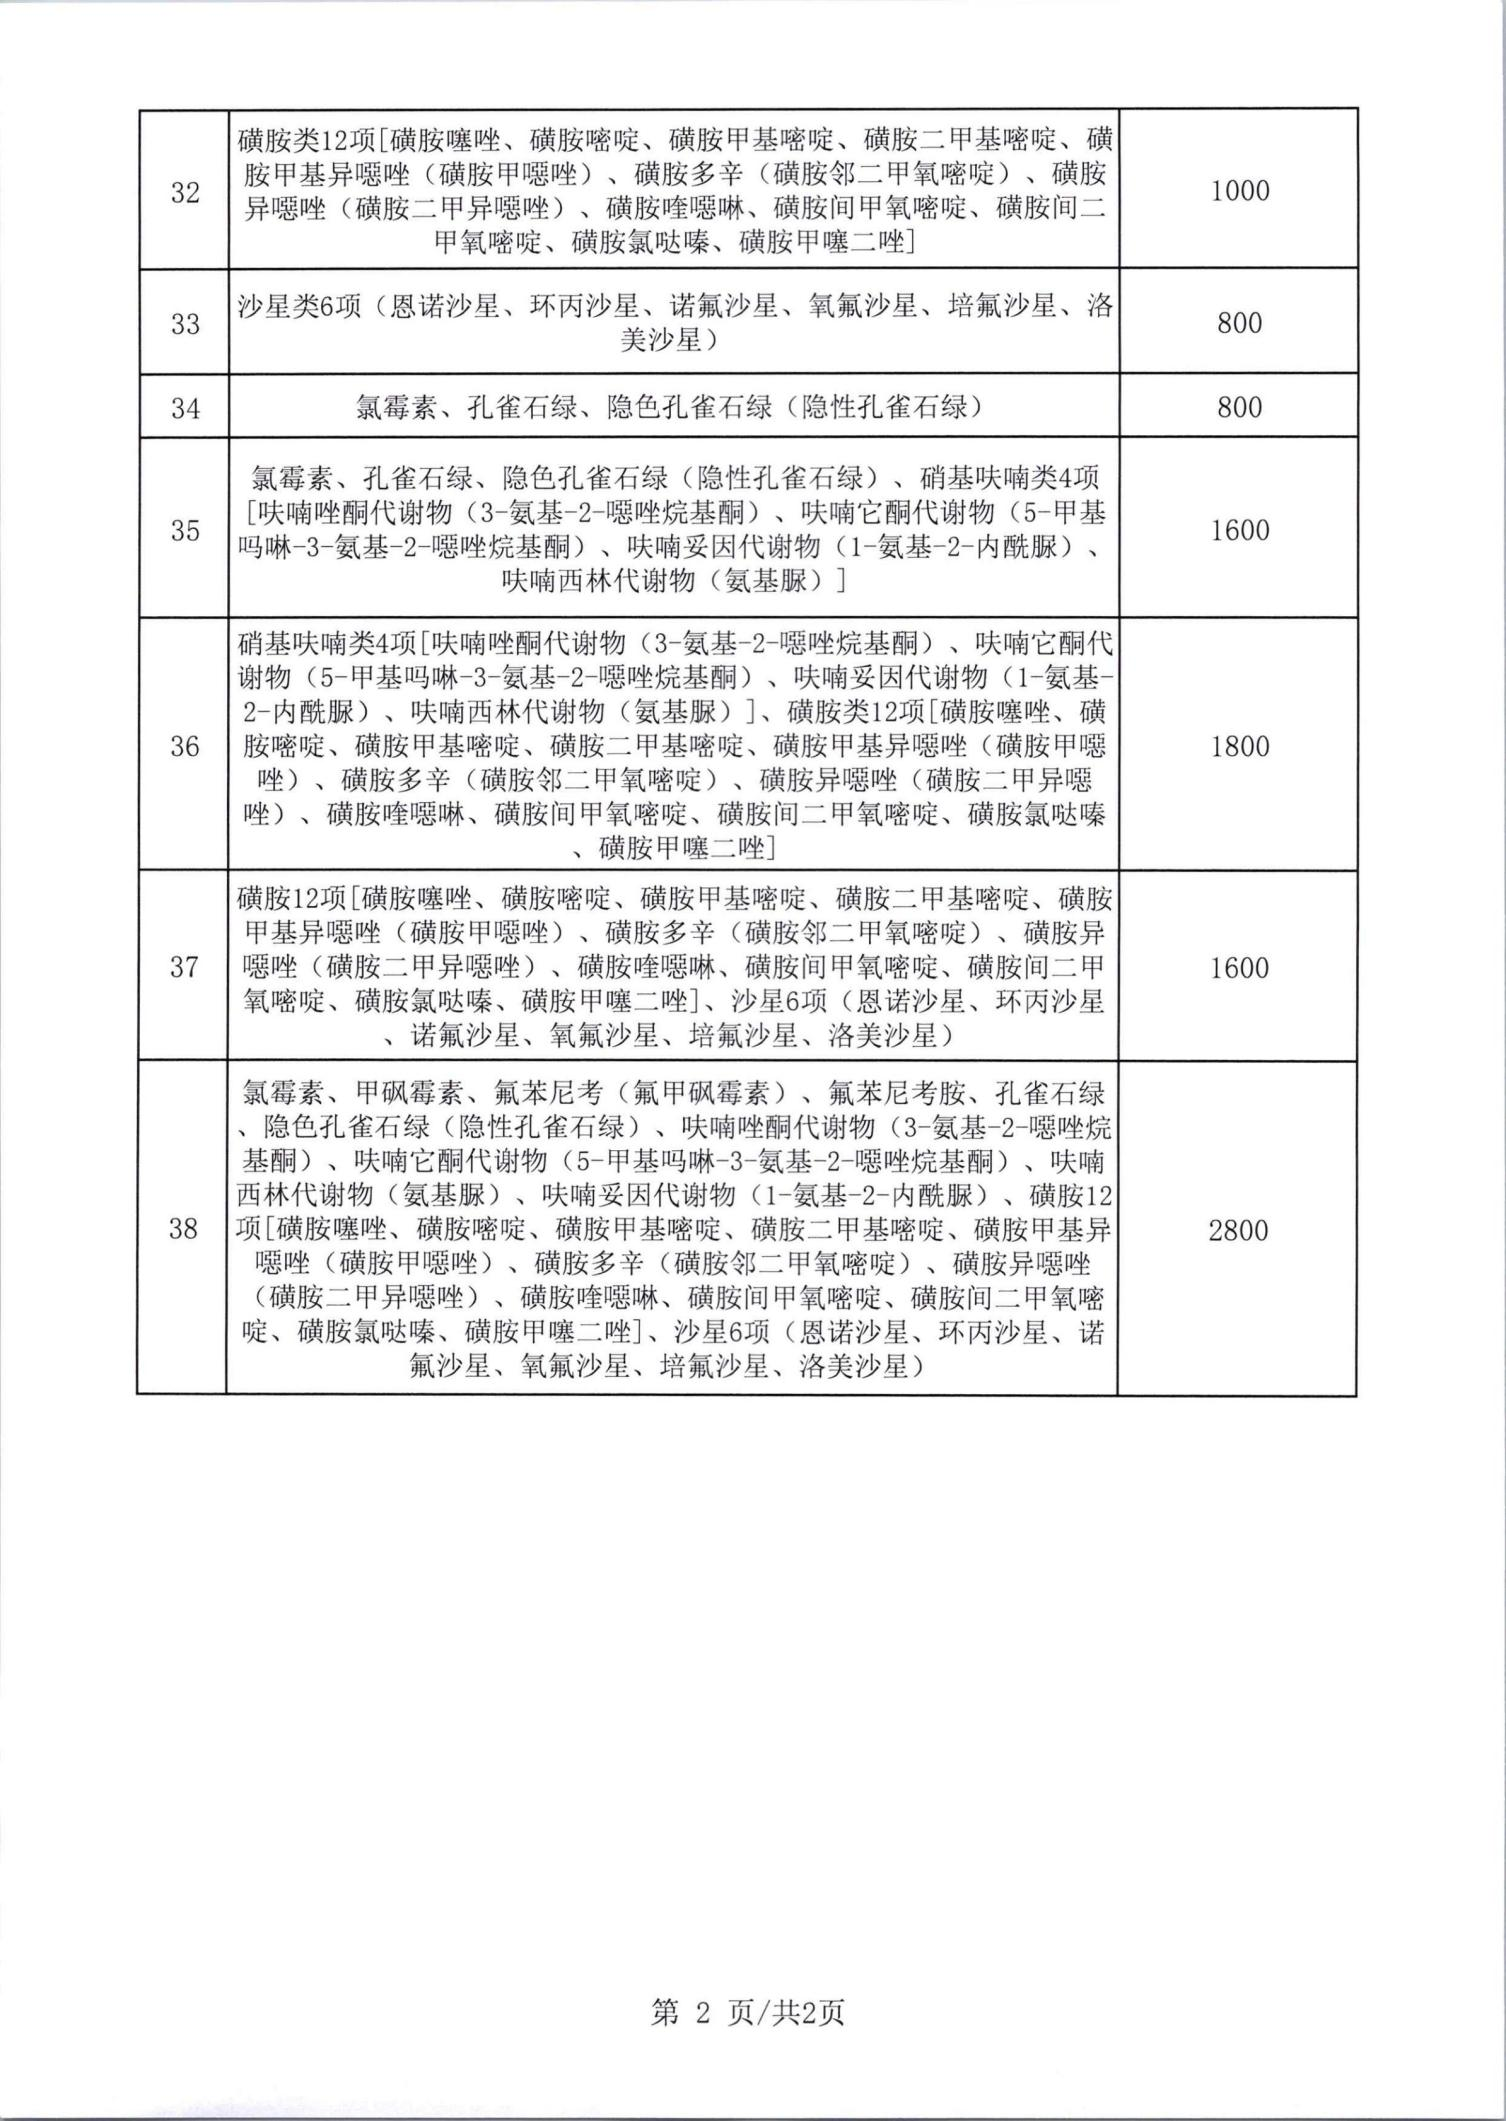 32
磺胺类12项[磺胺噻唑、磺胺嘧啶、磺胺甲基嘧啶、磺胺二甲基嘧啶、磺
胺甲基异噁唑（磺胺甲噁唑）、磺胺多辛（磺胺邻二甲氧嘧啶）、磺胺
异噁唑（磺胺二甲异噁唑）、磺胺喹噁啉、磺胺间甲氧嘧啶、磺胺间二
甲氧嘧啶、磺胺氯哒嗪、磺胺甲噻二唑]
1000
33
沙星类6项（恩诺沙星、环丙沙星、诺氟沙星、氧氟沙星、培氟沙星、洛
美沙星）
800
34
氯霉素、孔雀石绿、隐色孔雀石绿（隐性孔雀石绿）
800
35
氯霉素、孔雀石绿、隐色孔雀石绿（隐性孔雀石绿）、硝基呋喃类4项
[呋喃唑酮代谢物（3-氨基-2-噁唑烷基酮）、呋喃它酮代谢物（5-甲基
吗啉-3-氨基-2-噁唑烷基酮）、呋喃妥因代谢物（1-氨基-2-内酰脲）、
呋喃西林代谢物（氨基脲）]
1600
36
硝基呋喃类4项[呋喃唑酮代谢物（3-氨基-2-噁唑烷基酮）、呋喃它酮代
谢物（5-甲基吗啉-3-氨基-2-噁唑烷基酮）、呋喃妥因代谢物（1-氨基-
2-内酰脲）、呋喃西林代谢物（氨基脲）]、磺胺类12项[磺胺噻唑、磺
胺嘧啶、磺胺甲基嘧啶、磺胺二甲基嘧啶、磺胺甲基异噁唑（磺胺甲噁
唑）、磺胺多辛（磺胺邻二甲氧嘧啶）、磺胺异噁唑（磺胺二甲异噁
唑）、磺胺喹噁啉、磺胺间甲氧嘧啶、磺胺间二甲氧嘧啶、磺胺氯哒嗪
、磺胺甲噻二唑]
1800
37
磺胺12项[磺胺噻唑、磺胺嘧啶、磺胺甲基嘧啶、磺胺二甲基嘧啶、磺胺
甲基异噁唑（磺胺甲噁唑）、磺胺多辛（磺胺邻二甲氧嘧啶）、磺胺异
噁唑（磺胺二甲异噁唑）、磺胺喹噁啉、磺胺间甲氧嘧啶、磺胺间二甲
氧嘧啶、磺胺氯哒嗪、磺胺甲噻二唑]、沙星6项（恩诺沙星、环丙沙星
、诺氟沙星、氧氟沙星、培氟沙星、洛美沙星）
1600
38
氯霉素、甲砜霉素、氟苯尼考（氟甲砜霉素）、氟苯尼考胺、孔雀石绿
、隐色孔雀石绿（隐性孔雀石绿）、呋喃唑酮代谢物（3-氨基-2-噁唑烷
基酮）、呋喃它酮代谢物（5-甲基吗啉-3-氨基-2-噁唑烷基酮）、呋喃
西林代谢物（氨基脲）、呋喃妥因代谢物（1-氨基-2-内酰脲）、磺胺12
项[磺胺噻唑、磺胺嘧啶、磺胺甲基嘧啶、磺胺二甲基嘧啶、磺胺甲基异
噁唑（磺胺甲噁唑）、磺胺多辛（磺胺邻二甲氧嘧啶）、磺胺异噁唑
（磺胺二甲异噁唑）、磺胺喹噁啉、磺胺间甲氧嘧啶、磺胺间二甲氧嘧
啶、磺胺氯哒嗪、磺胺甲噻二唑]、沙星6项（恩诺沙星、环丙沙星、诺
氟沙星、氧氟沙星、培氟沙星、洛美沙星）
2800
第 2 页/共2页